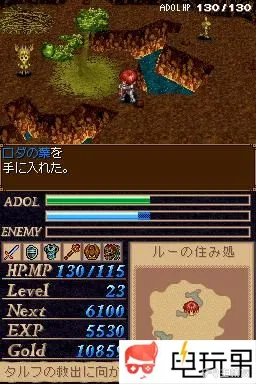 ADOL HP 130/130
ロダの葉を
手に入れた。
ADOL
ENEMY
HP.MP 130/115
Level 23
Next 6100
EXP 5530
Gold 10859
ルーの住み処
タルフの救出に向か
电玩男